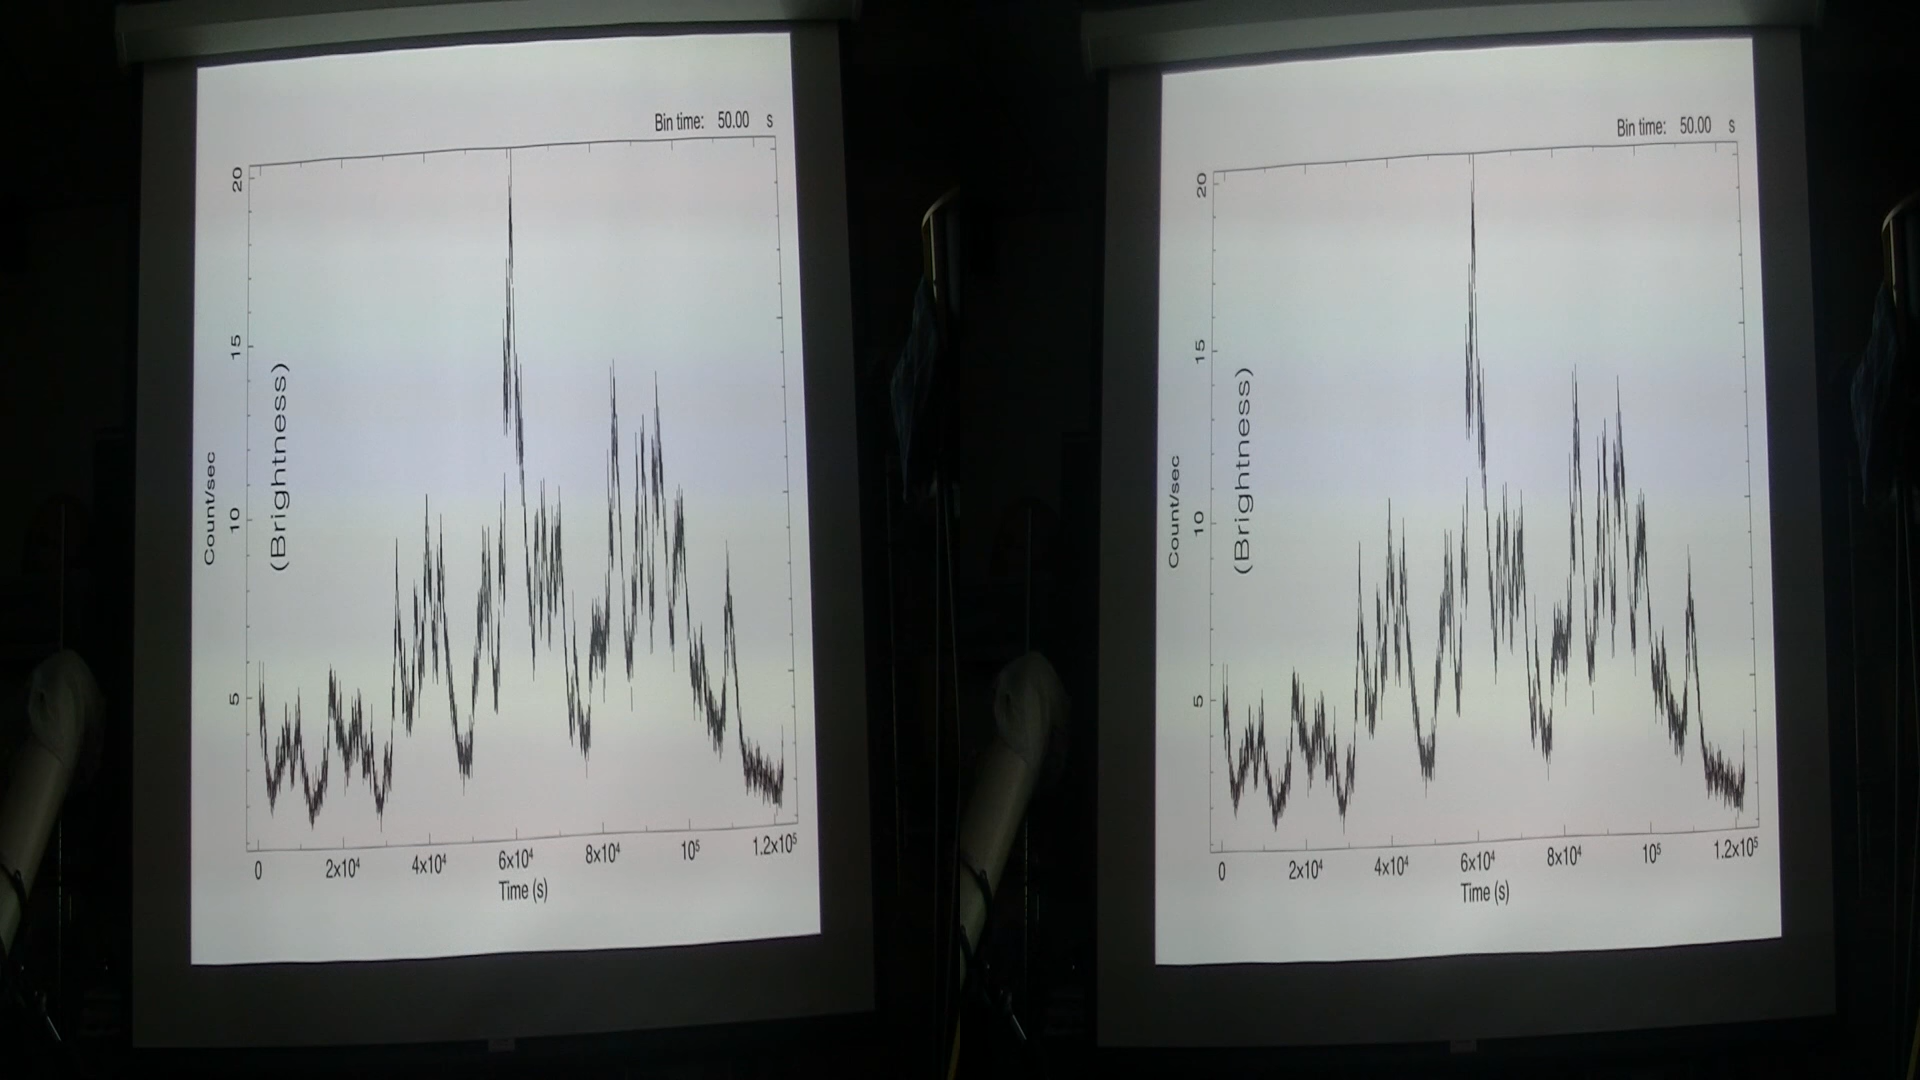 Bin time: 50.00 s
20
15
10
5
Count/sec
(Brightness)
0 2x10⁴ 4x10⁴ 6x10⁴ 8x10⁴ 10⁵ 1.2x10⁵
Time (s)
Bin time: 50.00 s
20
15
10
5
Count/sec
(Brightness)
0 2x10⁴ 4x10⁴ 6x10⁴ 8x10⁴ 10⁵ 1.2x10⁵
Time (s)